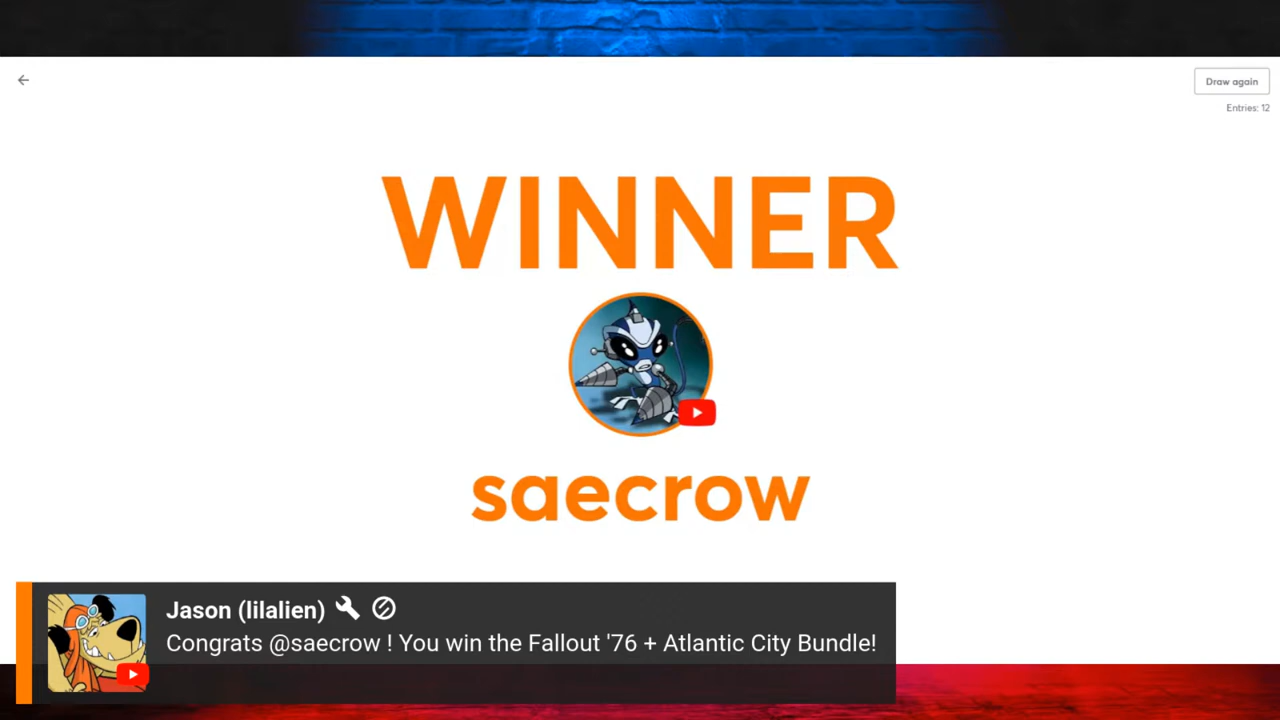 Draw again
Entries: 12
WINNER
saecrow
Jason (lilalien)
Congrats @saecrow ! You win the Fallout '76 + Atlantic City Bundle!